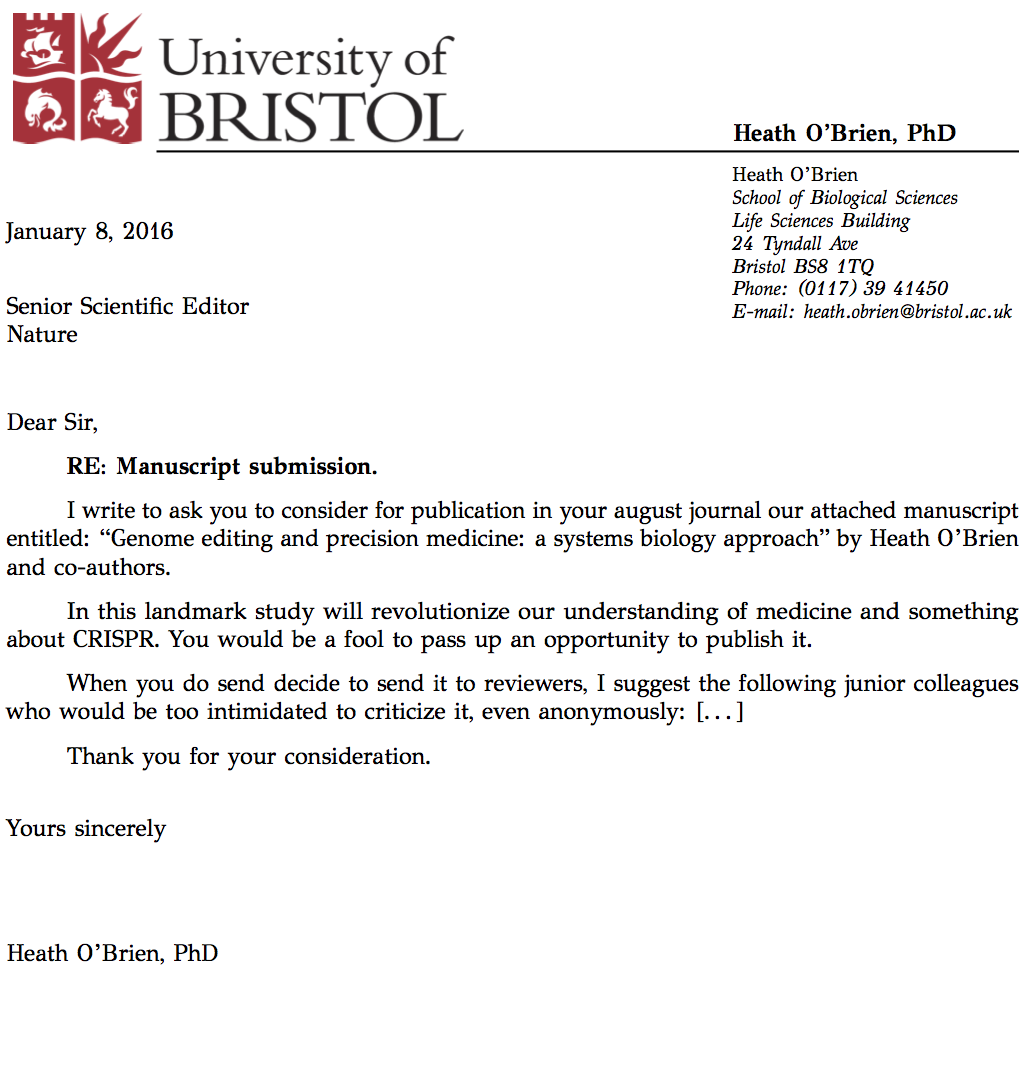 University of
BRISTOL
Heath O’Brien, PhD
Heath O’Brien
School of Biological Sciences
Life Sciences Building
24 Tyndall Ave
Bristol BS8 1TQ
Phone: (0117) 39 41450
E-mail: heath.obrien@bristol.ac.uk
January 8, 2016
Senior Scientific Editor
Nature
Dear Sir,
RE: Manuscript submission.
I write to ask you to consider for publication in your august journal our attached manuscript
entitled: “Genome editing and precision medicine: a systems biology approach” by Heath O’Brien
and co-authors.
In this landmark study will revolutionize our understanding of medicine and something
about CRISPR. You would be a fool to pass up an opportunity to publish it.
When you do send decide to send it to reviewers, I suggest the following junior colleagues
who would be too intimidated to criticize it, even anonymously: [. . . ]
Thank you for your consideration.
Yours sincerely
Heath O’Brien, PhD